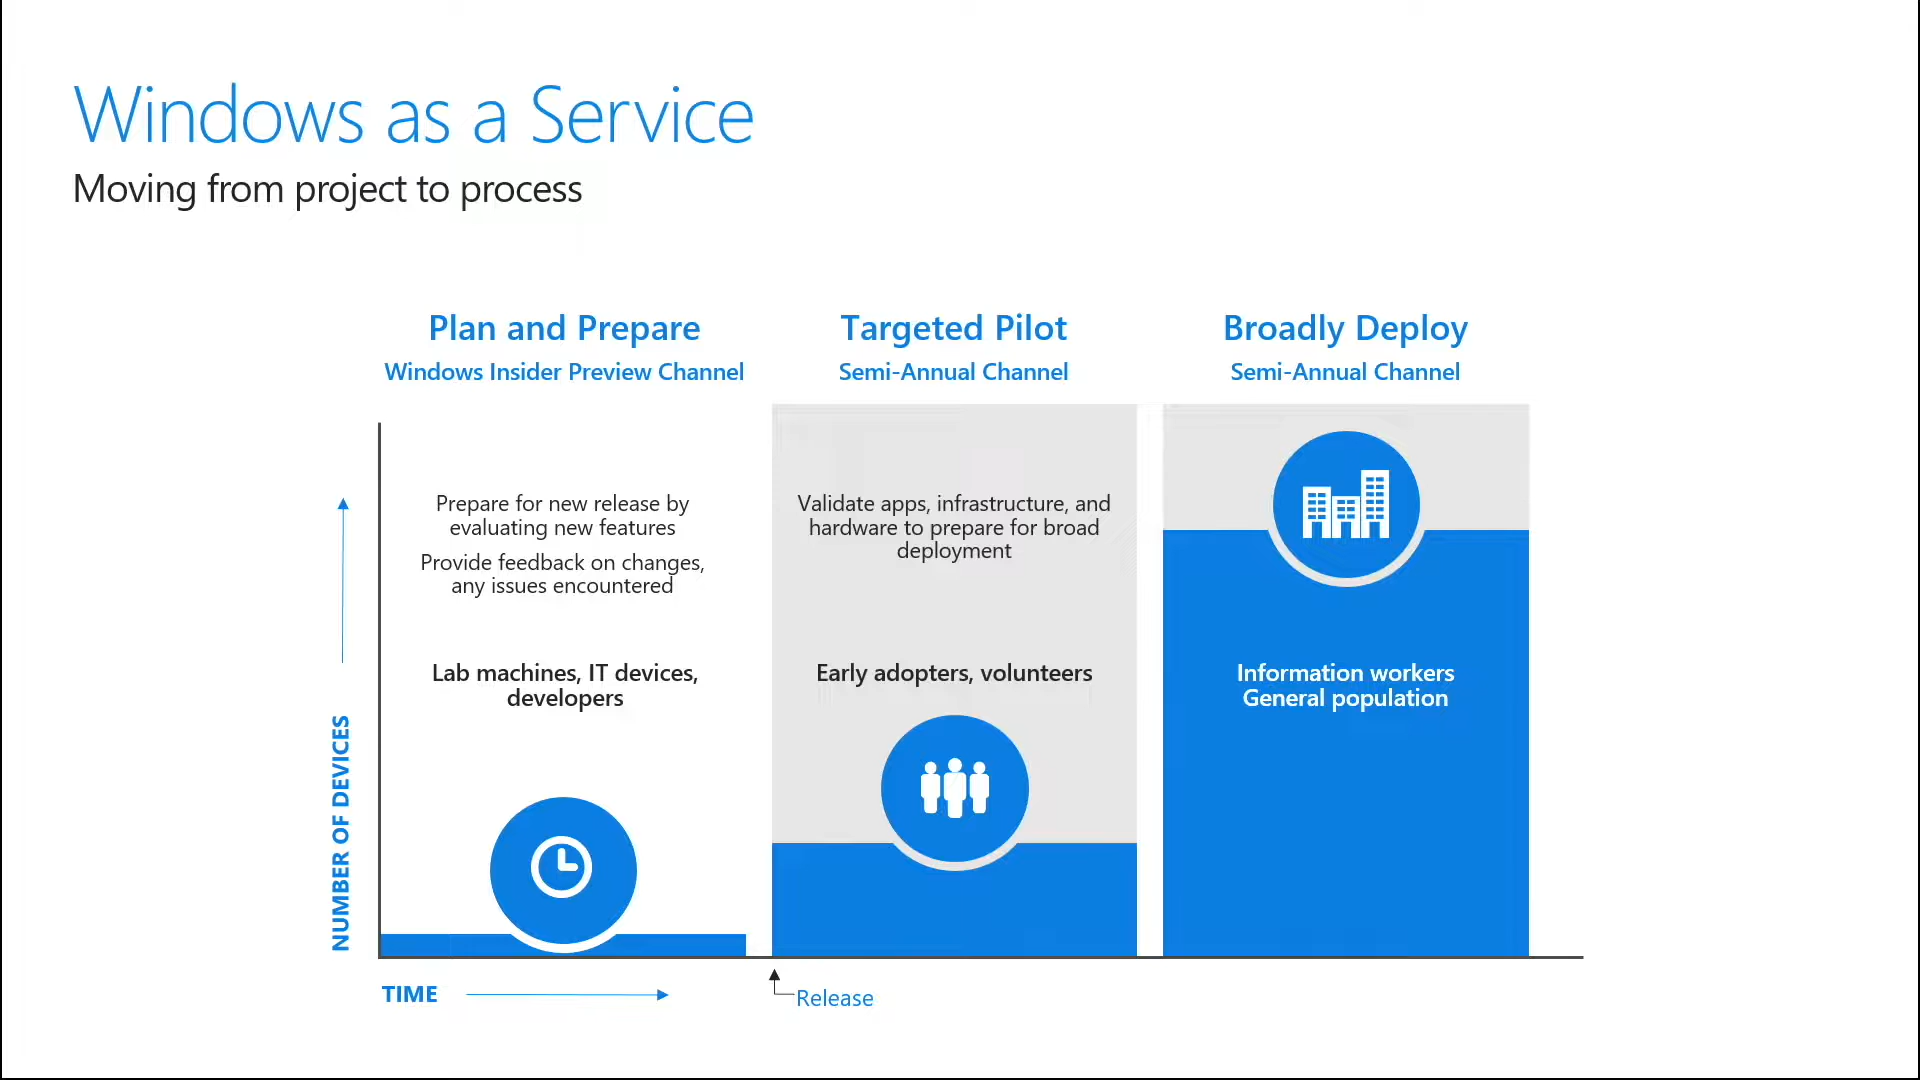 Windows as a Service
Moving from project to process
Plan and Prepare
Windows Insider Preview Channel
Prepare for new release by
evaluating new features
Provide feedback on changes,
any issues encountered
Lab machines, IT devices,
developers
Targeted Pilot
Semi-Annual Channel
Validate apps, infrastructure, and
hardware to prepare for broad
deployment
Early adopters, volunteers
Broadly Deploy
Semi-Annual Channel
Information workers
General population
NUMBER OF DEVICES
TIME
Release